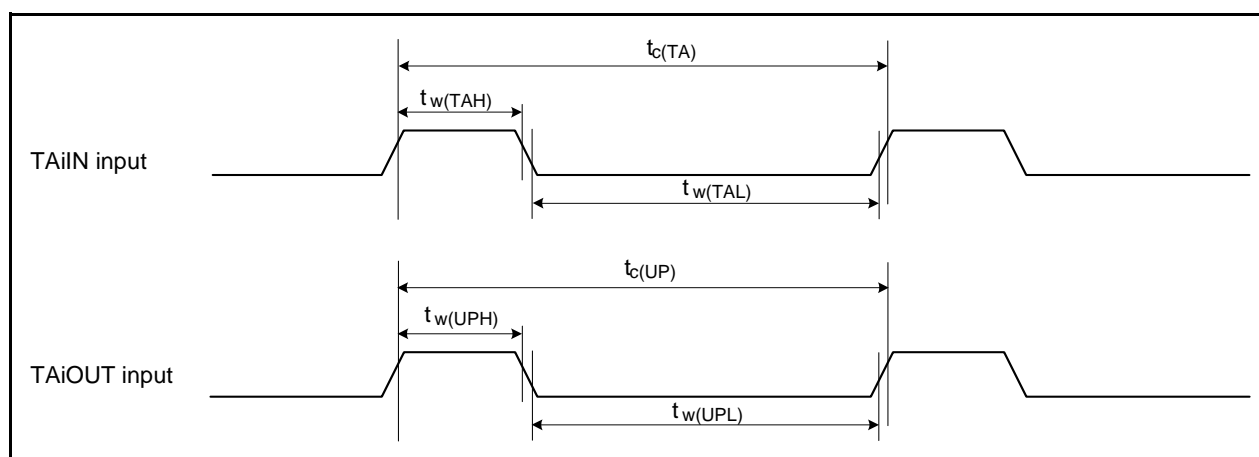 tc(TA)
tw(TAH)
TAiIN input
tw(TAL)
tc(UP)
tw(UPH)
TAiOUT input
tw(UPL)